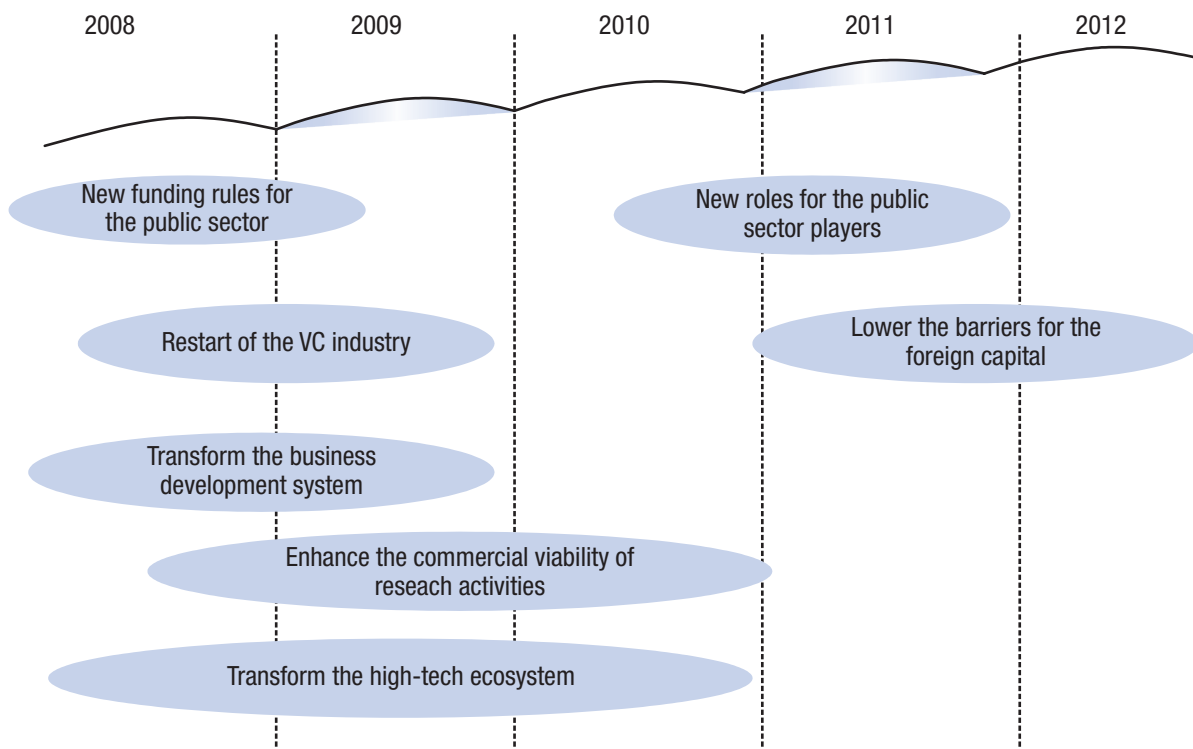 2008
2009
2010
2011
2012
New funding rules for
the public sector
New roles for the public
sector players
Restart of the VC industry
Lower the barriers for the
foreign capital
Transform the business
development system
Enhance the commercial viability of
reseach activities
Transform the high-tech ecosystem